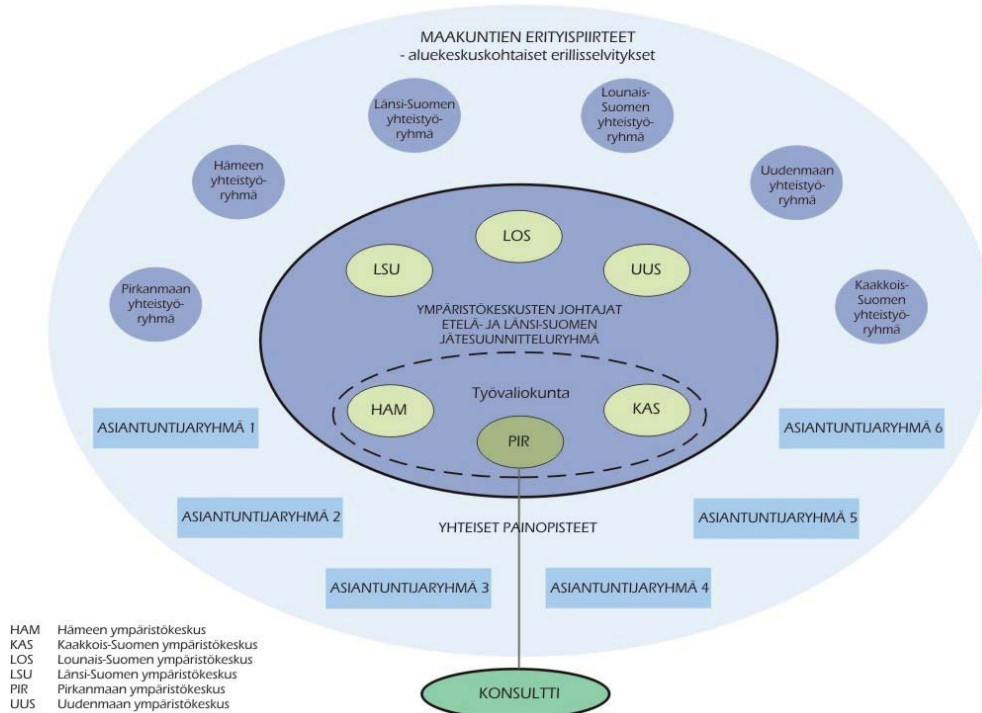 MAAKUNTIEN ERITYISPIIRTEET
- aluekeskuskohtaiset erillisselvitykset
Länsi-Suomen
yhteistyö-
ryhmä
Lounais-
Suomen
yhteistyö-
ryhmä
Hämeen
yhteistyö-
ryhmä
Uudenmaan
yhteistyö-
ryhmä
Pirkanmaan
yhteistyö-
ryhmä
Kaakkois-
Suomen
yhteistyö-
ryhmä
LOS
LSU
UUS
YMPÄRISTÖKESKUSTEN JOHTAJAT
ETELÄ- JA LÄNSI-SUOMEN
JÄTESUUNNITTELURYHMÄ
Työvaliokunta
HAM
KAS
PIR
ASIANTUNTIJARYHMÄ 1
ASIANTUNTIJARYHMÄ 6
ASIANTUNTIJARYHMÄ 2
ASIANTUNTIJARYHMÄ 5
YHTEISET PAINOPISTEET
ASIANTUNTIJARYHMÄ 3
ASIANTUNTIJARYHMÄ 4
HAM Hämeen ympäristökeskus
KAS Kaakkois-Suomen ympäristökeskus
LOS Lounais-Suomen ympäristökeskus
LSU Länsi-Suomen ympäristökeskus
PIR Pirkanmaan ympäristökeskus
UUS Uudenmaan ympäristökeskus
KONSULTTI